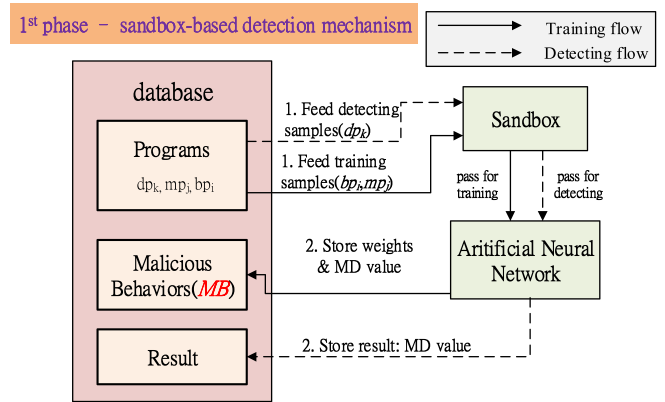 1st phase – sandbox-based detection mechanism
Training flow
Detecting flow
database
Programs
dpk, mpj, bpi
1. Feed detecting
samples(dpk)
1. Feed training
samples(bpi,mpj)
Sandbox
pass for
training
pass for
detecting
Malicious
Behaviors(MB)
2. Store weights
& MD value
Aritificial Neural
Network
Result
2. Store result: MD value